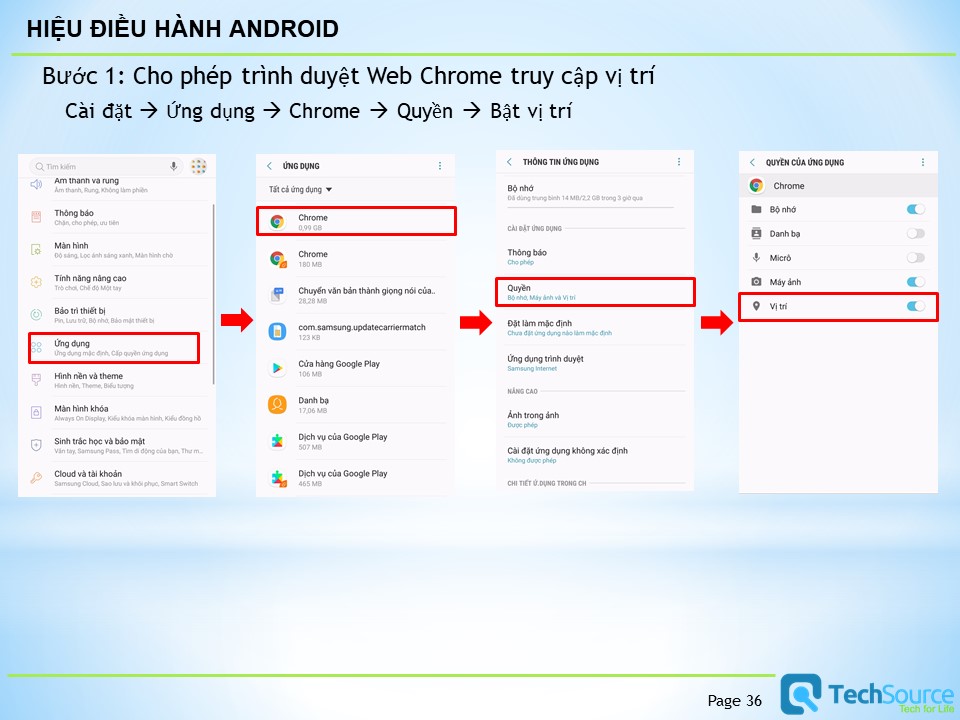 HIỆU ĐIỀU HÀNH ANDROID
Bước 1: Cho phép trình duyệt Web Chrome truy cập vị trí
Cài đặt → Ứng dụng → Chrome → Quyền → Bật vị trí
Tìm kiếm
Âm thanh và rung
Âm thanh, Rung, Không làm phiền
Thông báo
Chặn, cho phép, ưu tiên
Màn hình
Độ sáng, Lọc ánh sáng xanh, Màn hình chờ
Tính năng nâng cao
Trò chơi, Chế độ Một tay
Bảo trì thiết bị
Pin, Lưu trữ, Bộ nhớ, Bảo mật thiết bị
Ứng dụng
Ứng dụng mặc định, Cấp quyền ứng dụng
Hình nền và theme
Hình nền, Theme, Biểu tượng
Màn hình khóa
Always On Display, Kiểu khóa màn hình, Kiểu đồng hồ
Sinh trắc học và bảo mật
Vân tay, Samsung Pass, Tìm di động của bạn, Thư m...
Cloud và tài khoản
Samsung Cloud, Sao lưu và khôi phục, Smart Switch
ỨNG DỤNG
Tất cả ứng dụng
Chrome
0,99 GB
Chrome
180 MB
Chuyển văn bản thành giọng nói của..
28,28 MB
com.samsung.updatecarriermatch
123 KB
Cửa hàng Google Play
106 MB
Danh bạ
17,06 MB
Dịch vụ của Google Play
507 MB
Dịch vụ của Google Play
465 MB
THÔNG TIN ỨNG DỤNG
Bộ nhớ
Đã dùng trung bình 14 MB/2,2 GB trong 3 giờ qua
CÀI ĐẶT ỨNG DỤNG
Thông báo
Cho phép
Quyền
Bộ nhớ, Máy ảnh và Vị trí
Đặt làm mặc định
Chưa đặt ứng dụng nào làm mặc định
Ứng dụng trình duyệt
Samsung Internet
NÂNG CAO
Ảnh trong ảnh
Được phép
Cài đặt ứng dụng không xác định
Không được phép
CHI TIẾT Ứ.DỤNG TRONG CH
QUYỀN CỦA ỨNG DỤNG
Chrome
Bộ nhớ
Danh bạ
Micrô
Máy ảnh
Vị trí
Page 36
TechSource
Tech for Life